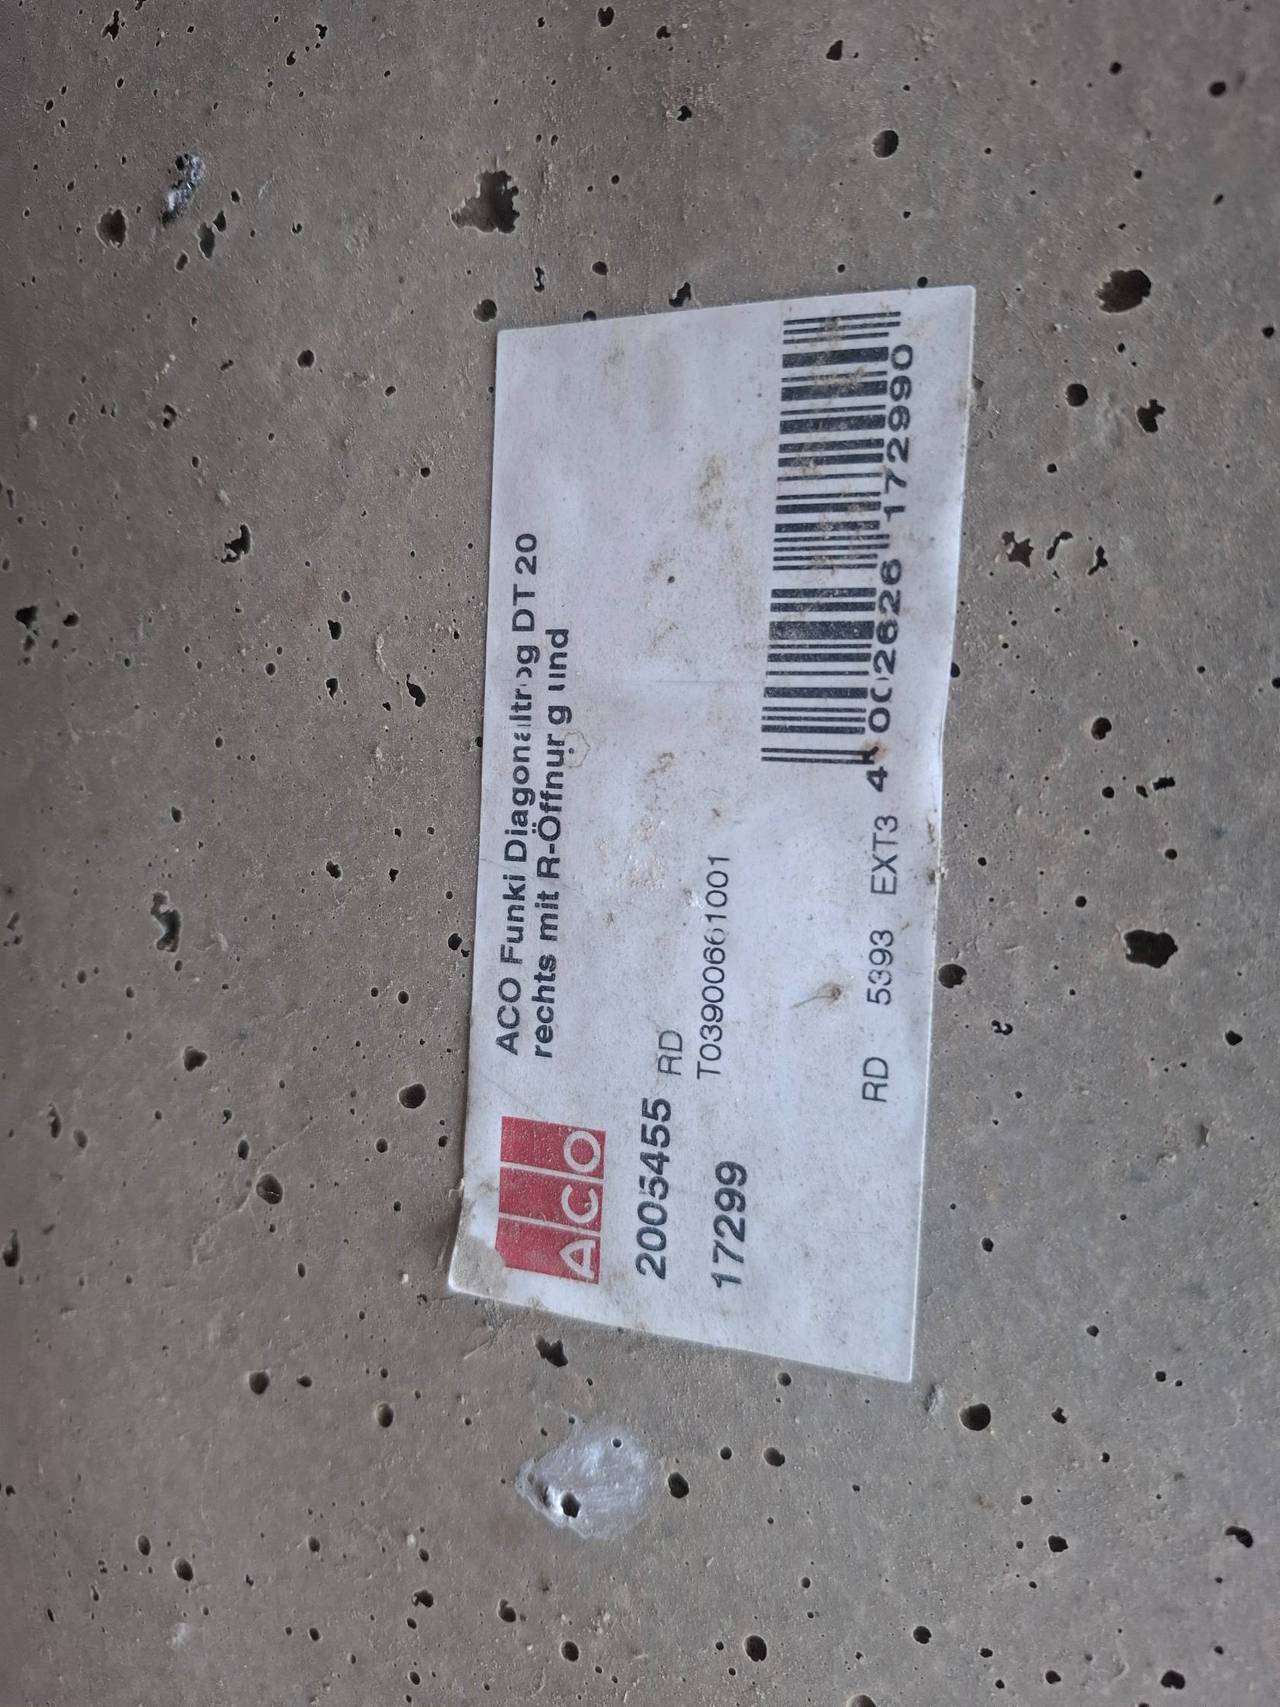 ACO Funki Diagonaltrog DT 20
rechts mit R-Öffnung und
ACO
2005455 RD
T03900661001
17299
RD 5393 EXT3
4 002626 172990